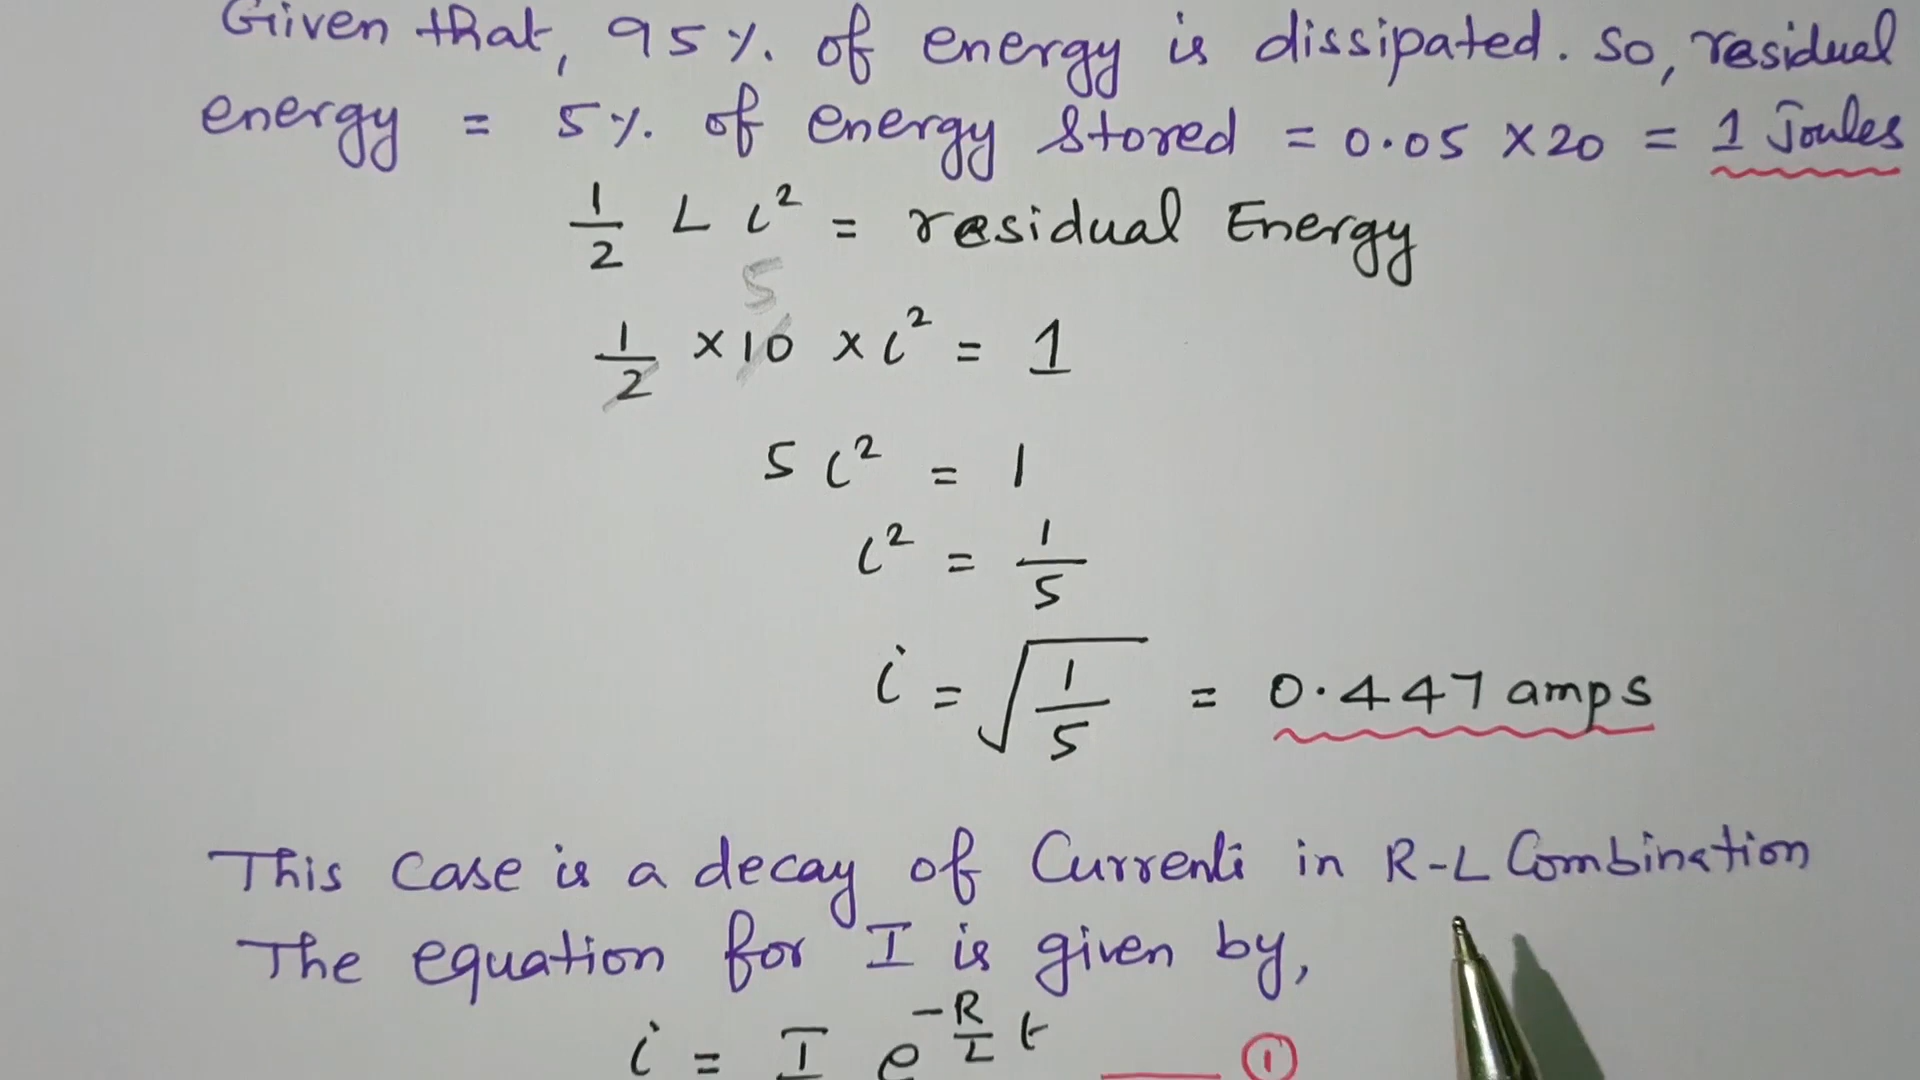 Given that, 95%. of energy is dissipated. So, residual
energy = 5%. of energy stored = 0.05 × 20 = 1 Joules
1/2 L i² = residual Energy
5
1/2 × 10 × i² = 1
5 i² = 1
i² = 1/5
i = √(1/5) = 0.447 amps
This case is a decay of Current in R-L Combination
The equation for I is given by,
i = I e^(-R/L t) ___ ①